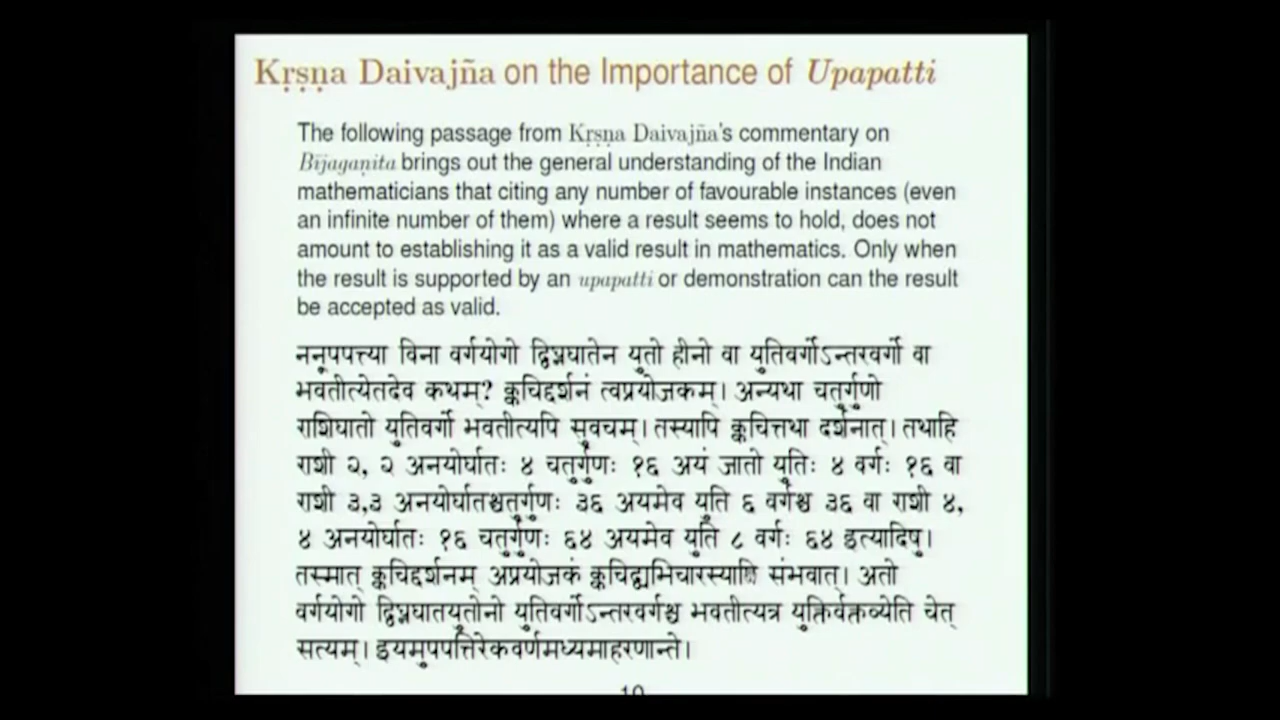 Kṛṣṇa Daivajña on the Importance of Upapatti
The following passage from Kṛṣṇa Daivajña's commentary on
Bījagaṇita brings out the general understanding of the Indian
mathematicians that citing any number of favourable instances (even
an infinite number of them) where a result seems to hold, does not
amount to establishing it as a valid result in mathematics. Only when
the result is supported by an upapatti or demonstration can the result
be accepted as valid.
ननूपपत्त्या विना वर्गयोगो द्विघ्नघातेन युतो हीनो वा युतिवर्गोऽन्तरवर्गो वा
भवतीत्येतदेव कथम्? क्वचिद्दर्शनं त्वप्रयोजकम्। अन्यथा चतुर्गुणो
राशिघातो युतिवर्गो भवतीत्यपि सुवचम्। तस्यापि क्वचित्तथा दर्शनात्। तथाहि
राशी २, २ अनयोर्घातः ४ चतुर्गुणः १६ अयं जातो युतिः ४ वर्गः १६ वा
राशी ३,३ अनयोर्घातश्चतुर्गुणः ३६ अयमेव युति ६ वर्गश्च ३६ वा राशी ४,
४ अनयोर्घातः १६ चतुर्गुणः ६४ अयमेव युति ८ वर्गः ६४ इत्यादिषु।
तस्मात् क्वचिद्दर्शनम् अप्रयोजकं क्वचिद्व्यभिचारस्यापि संभवात्। अतो
वर्गयोगो द्विघ्नघातयुतोनो युतिवर्गोऽन्तरवर्गश्च भवतीत्यत्र युक्तिर्वक्तव्येति चेत्
सत्यम्। इयमुपपत्तिरेकवर्णमध्यमाहरणान्ते।
10